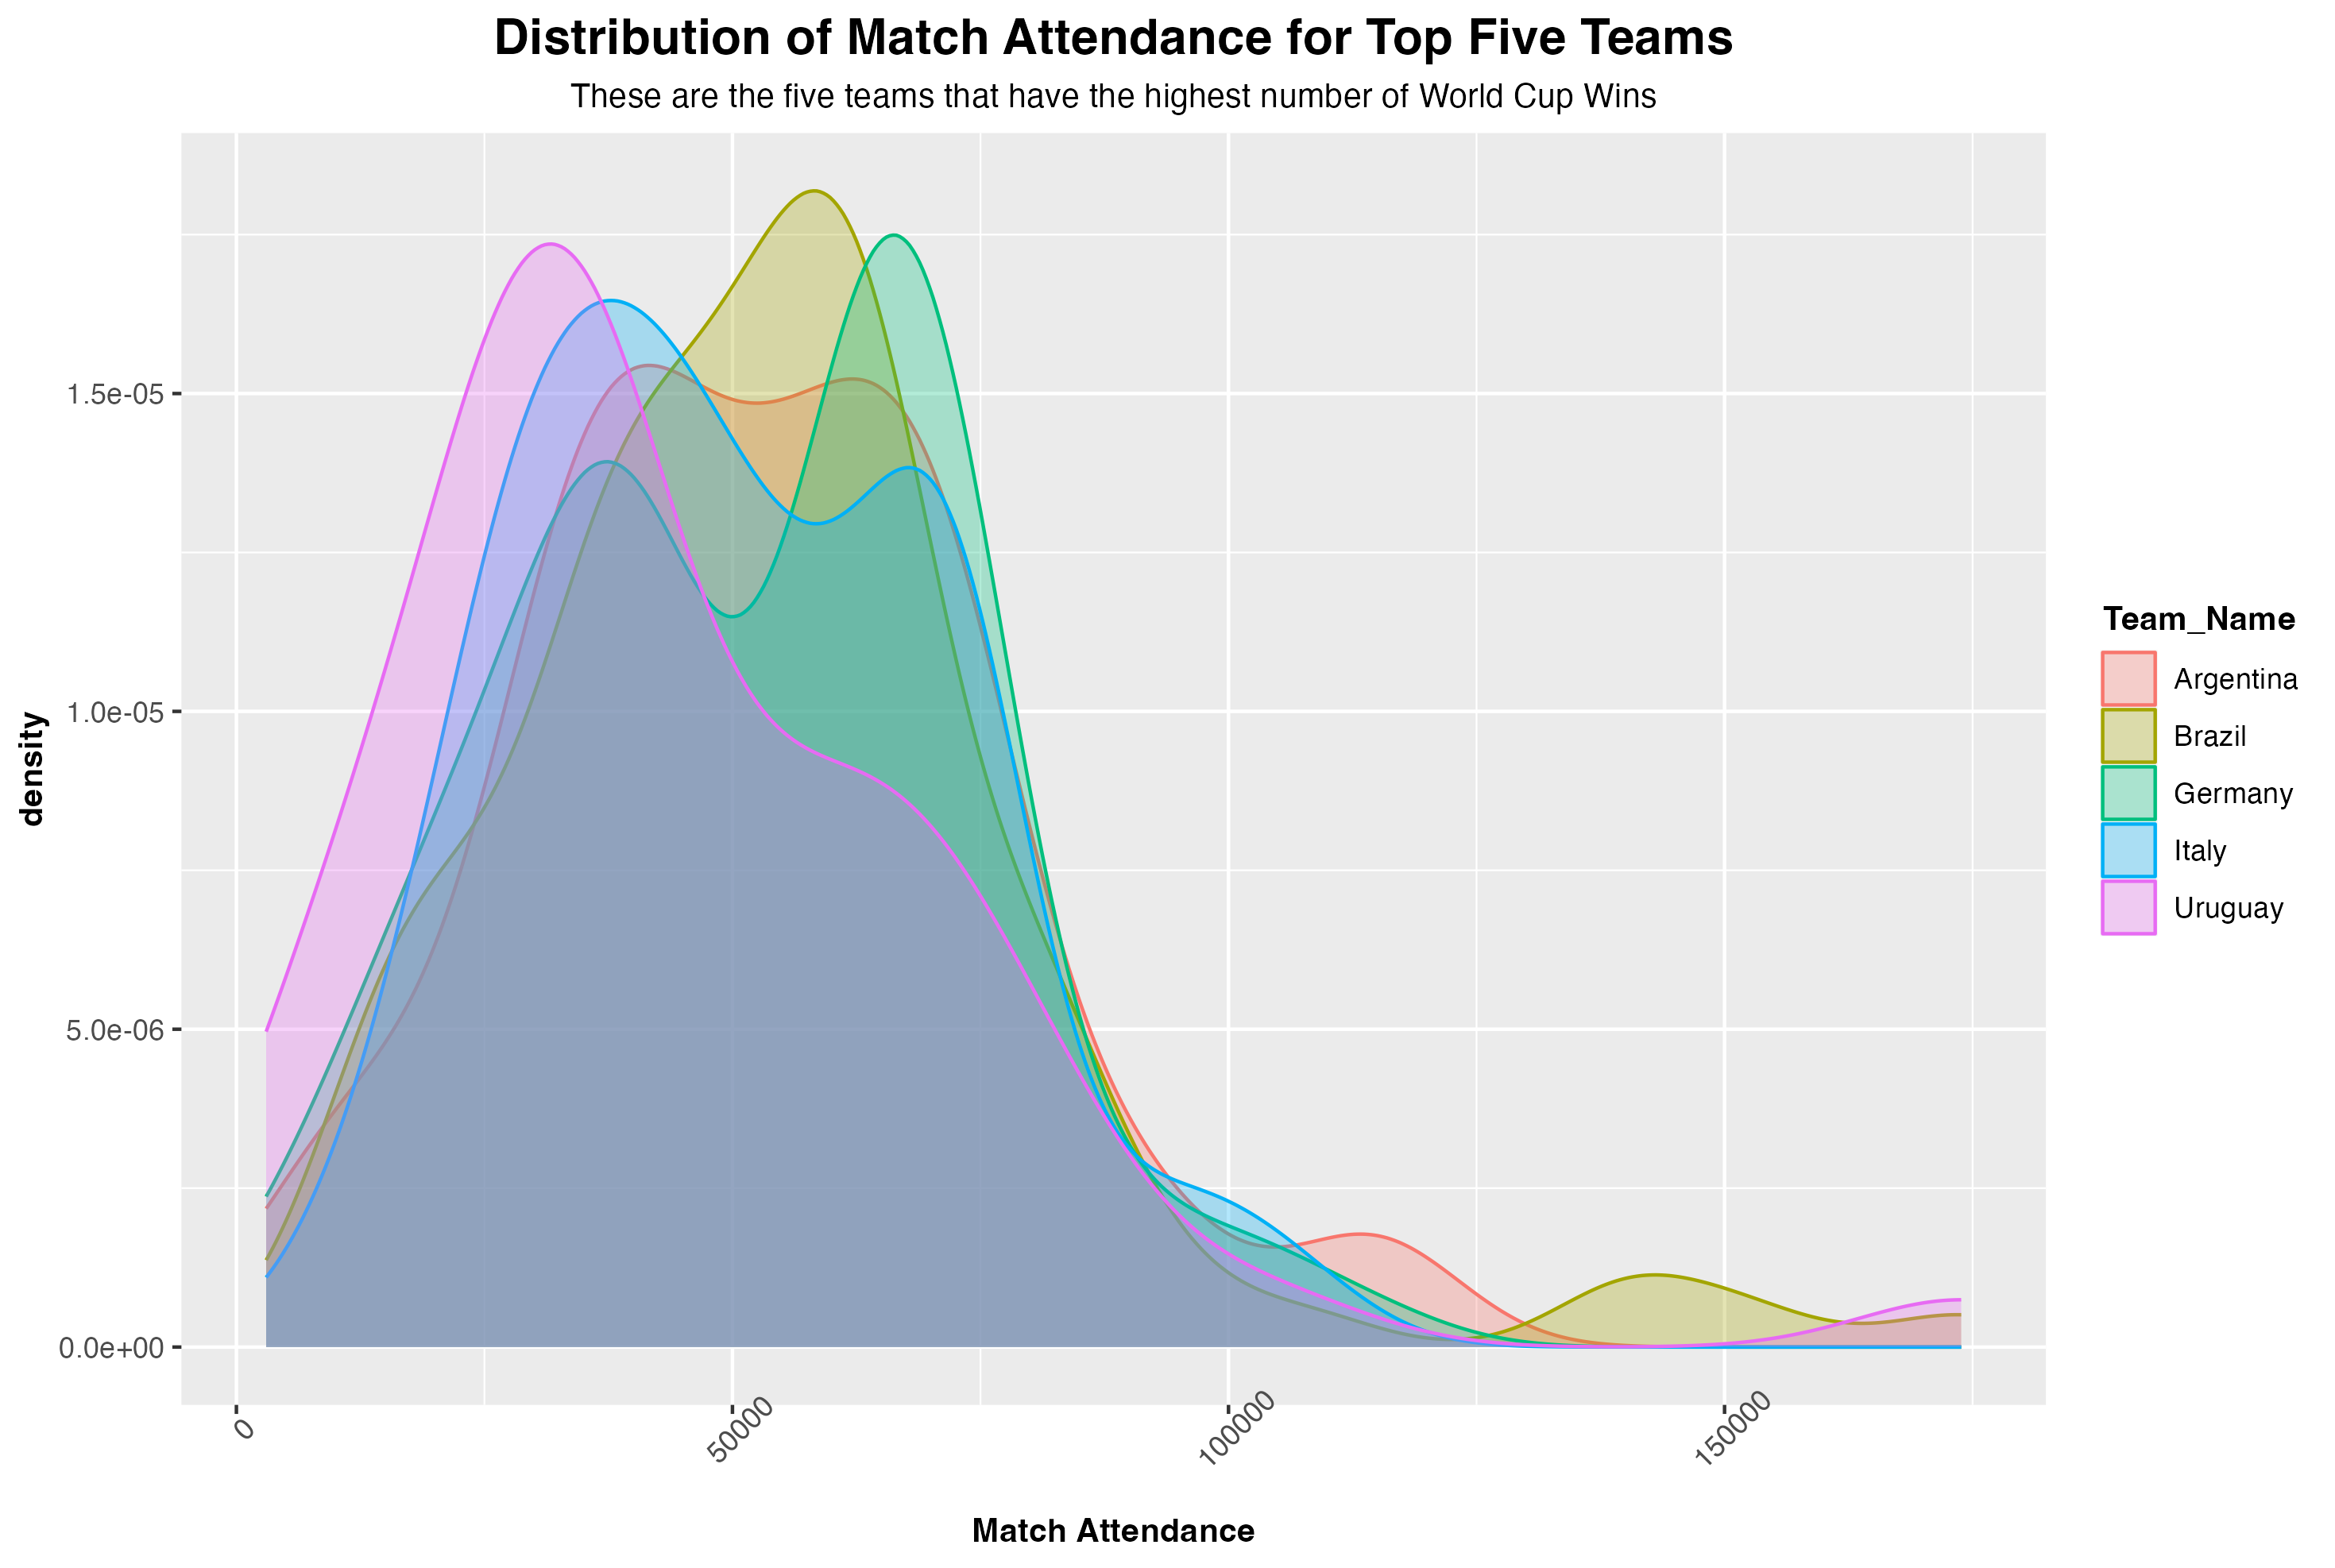 Distribution of Match Attendance for Top Five Teams
These are the five teams that have the highest number of World Cup Wins
density
1.5e-05
1.0e-05
5.0e-06
0.0e+00
0
50000
100000
150000
Match Attendance
Team_Name
Argentina
Brazil
Germany
Italy
Uruguay